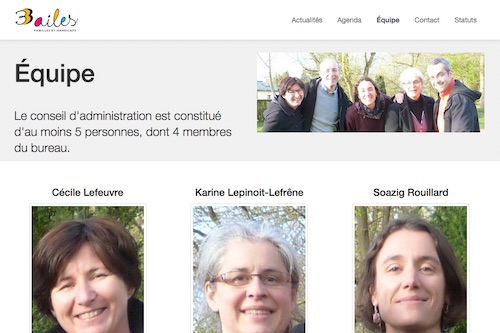 3ailes
FAMILLES ET HANDICAPS
Actualités Agenda Équipe Contact Statuts
Équipe
Le conseil d'administration est constitué
d'au moins 5 personnes, dont 4 membres
du bureau.
Cécile Lefeuvre Karine Lepinoit-Lefrêne Soazig Rouillard